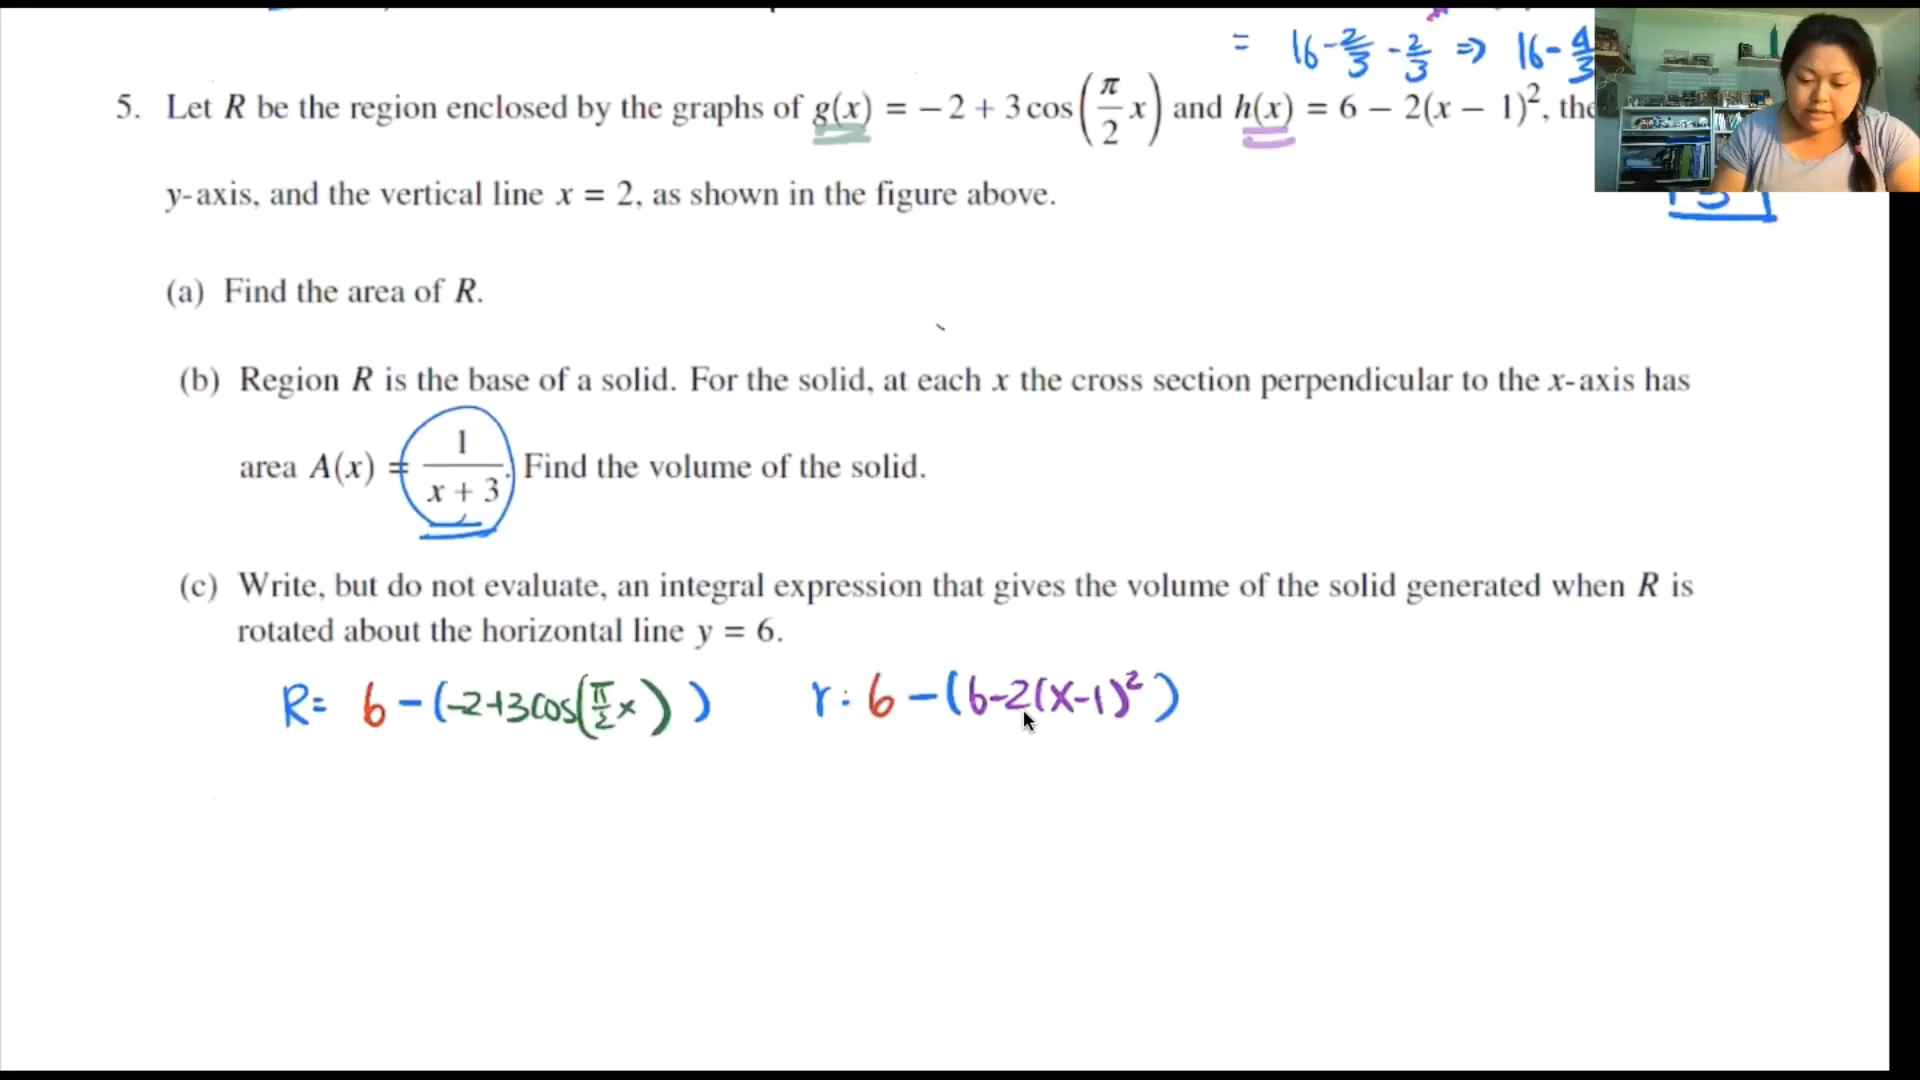 = 16 - 2/3 - 2/3 ⇒ 16 - 4/3
5. Let R be the region enclosed by the graphs of g(x) = −2 + 3 cos(π/2 x) and h(x) = 6 − 2(x − 1)², the
y-axis, and the vertical line x = 2, as shown in the figure above.
(a) Find the area of R.
(b) Region R is the base of a solid. For the solid, at each x the cross section perpendicular to the x-axis has
area A(x) = 1/(x + 3). Find the volume of the solid.
(c) Write, but do not evaluate, an integral expression that gives the volume of the solid generated when R is
rotated about the horizontal line y = 6.
R= 6 - (-2+3cos(π/2 x)) r: 6 - (6-2(x-1)²)